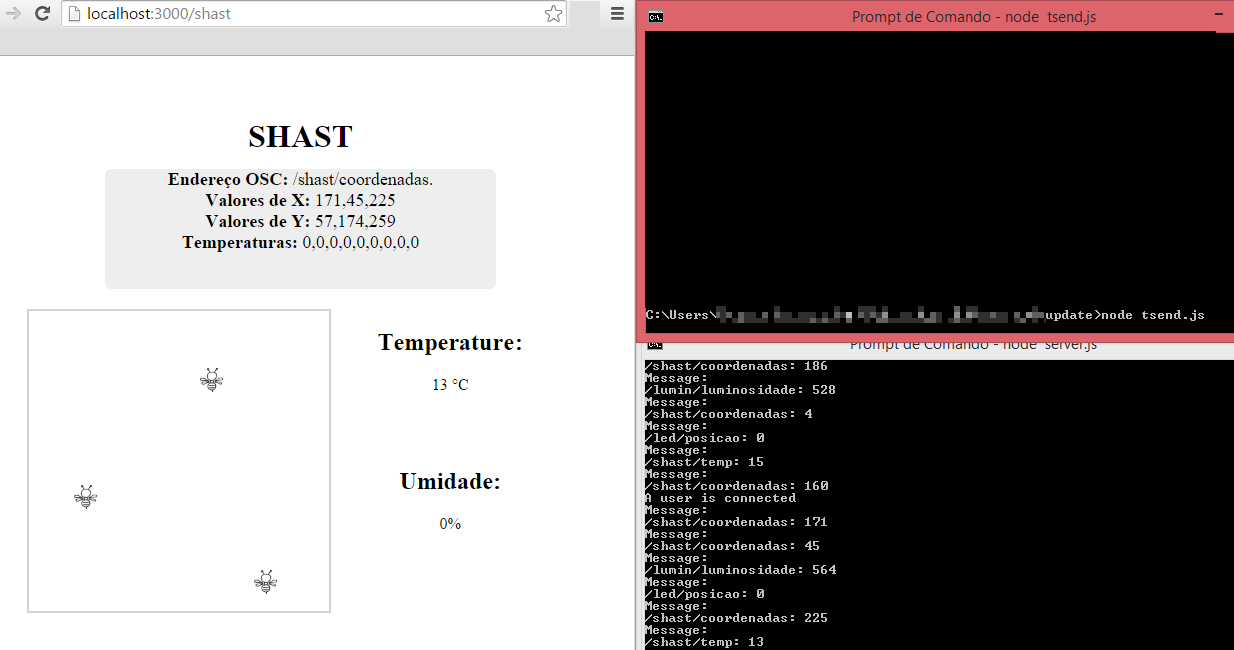 localhost:3000/shast
SHAST
Endereço OSC: /shast/coordenadas.
Valores de X: 171,45,225
Valores de Y: 57,174,259
Temperaturas: 0,0,0,0,0,0,0,0,0
Temperature:
13 °C
Umidade:
0%
Prompt de Comando - node tsend.js
C:\Users\
update>node tsend.js
Prompt de Comando - node server.js
/shast/coordenadas: 186
Message:
/lumin/luminosidade: 528
Message:
/shast/coordenadas: 4
Message:
/led/posicao: 0
Message:
/shast/temp: 15
Message:
/shast/coordenadas: 160
A user is connected
Message:
/shast/coordenadas: 171
Message:
/shast/coordenadas: 45
Message:
/lumin/luminosidade: 564
Message:
/led/posicao: 0
Message:
/shast/coordenadas: 225
Message:
/shast/temp: 13